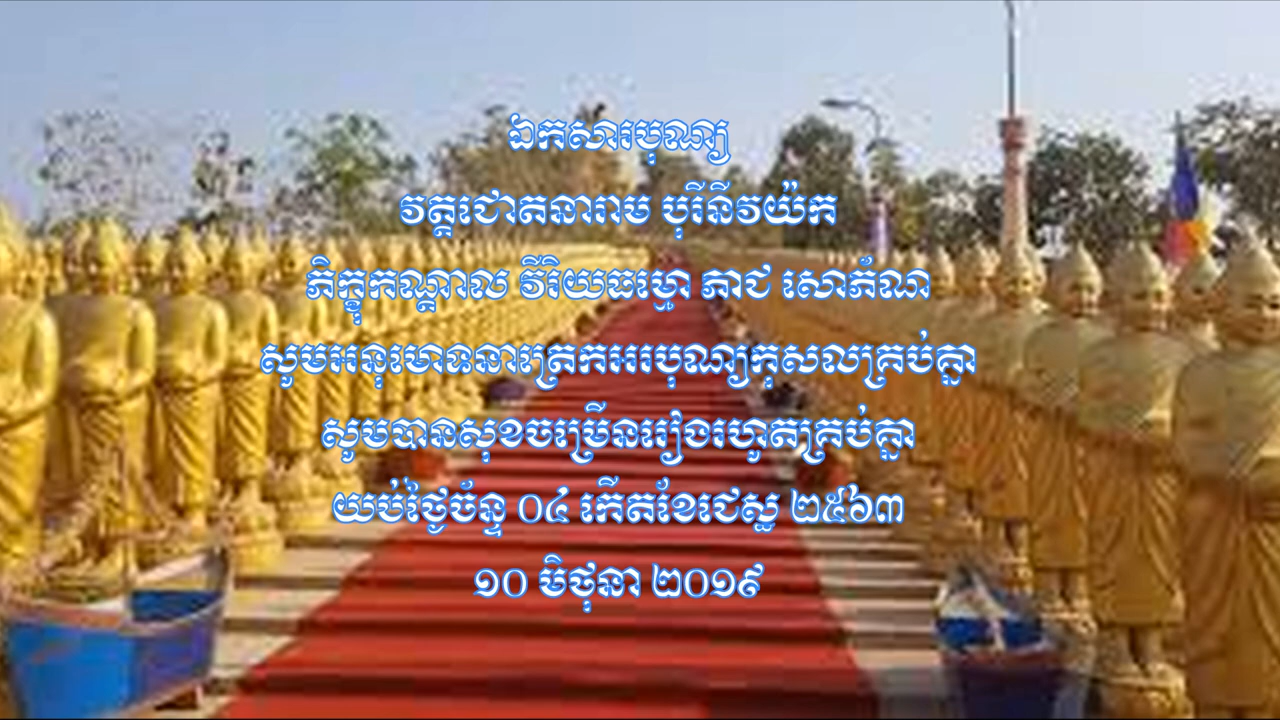 ឯកសារបុណ្យ
វត្តជោតនារាម បុរីនីវយ៉ក
ភិក្ខុកណ្ដាល វីរិយធម្មោ ភាជ សោភ័ណ
សូមអនុមោទនាត្រេកអរបុណ្យកុសលគ្រប់គ្នា
សូមបានសុខចម្រើនរៀងរហូតគ្រប់គ្នា
យប់ថ្ងៃច័ន្ទ ០៤ កើតខែជេស្ឋ ២៥៦៣
១០ មិថុនា ២០១៩